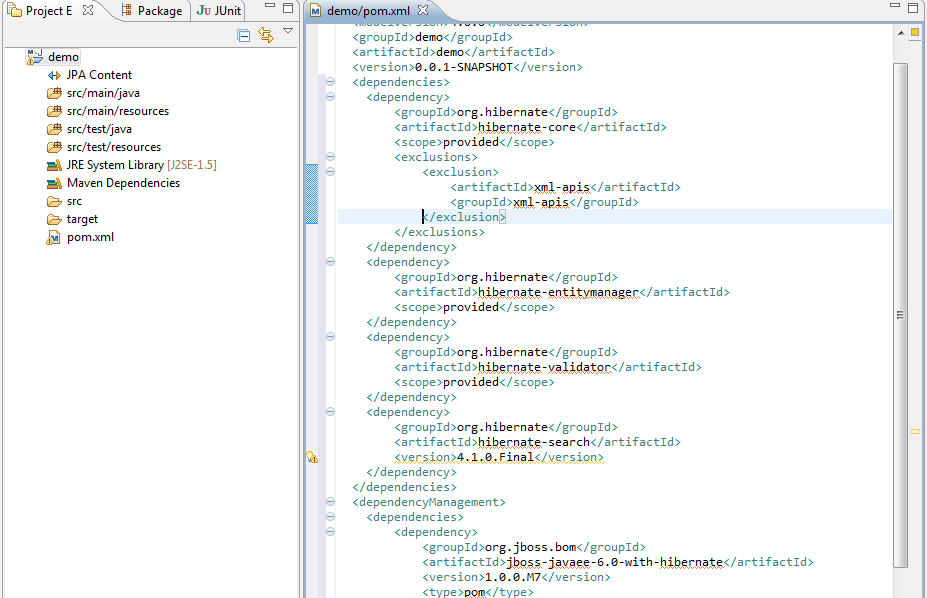 Project E
Package
JUnit
demo
JPA Content
src/main/java
src/main/resources
src/test/java
src/test/resources
JRE System Library [J2SE-1.5]
Maven Dependencies
src
target
pom.xml
demo/pom.xml
<groupId>demo</groupId>
<artifactId>demo</artifactId>
<version>0.0.1-SNAPSHOT</version>
<dependencies>
<dependency>
<groupId>org.hibernate</groupId>
<artifactId>hibernate-core</artifactId>
<scope>provided</scope>
<exclusions>
<exclusion>
<artifactId>xml-apis</artifactId>
<groupId>xml-apis</groupId>
</exclusion>
</exclusions>
</dependency>
<dependency>
<groupId>org.hibernate</groupId>
<artifactId>hibernate-entitymanager</artifactId>
<scope>provided</scope>
</dependency>
<dependency>
<groupId>org.hibernate</groupId>
<artifactId>hibernate-validator</artifactId>
<scope>provided</scope>
</dependency>
<dependency>
<groupId>org.hibernate</groupId>
<artifactId>hibernate-search</artifactId>
<version>4.1.0.Final</version>
</dependency>
</dependencies>
<dependencyManagement>
<dependencies>
<dependency>
<groupId>org.jboss.bom</groupId>
<artifactId>jboss-javaee-6.0-with-hibernate</artifactId>
<version>1.0.0.M7</version>
<type>pom</type>